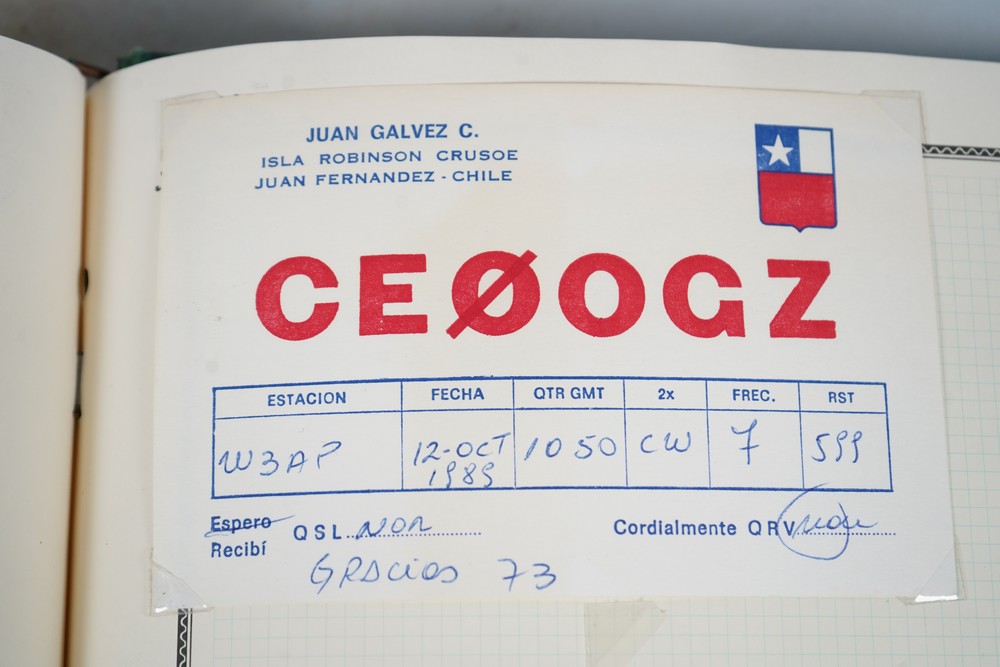 JUAN GALVEZ C.
ISLA ROBINSON CRUSOE
JUAN FERNANDEZ - CHILE
CEØOGZ
ESTACION FECHA QTR GMT 2x FREC. RST
W3AP 12-OCT 1989 1050 CW 7 599
Espero QSL
Recibí
Cordialmente QRV
GRACIAS 73